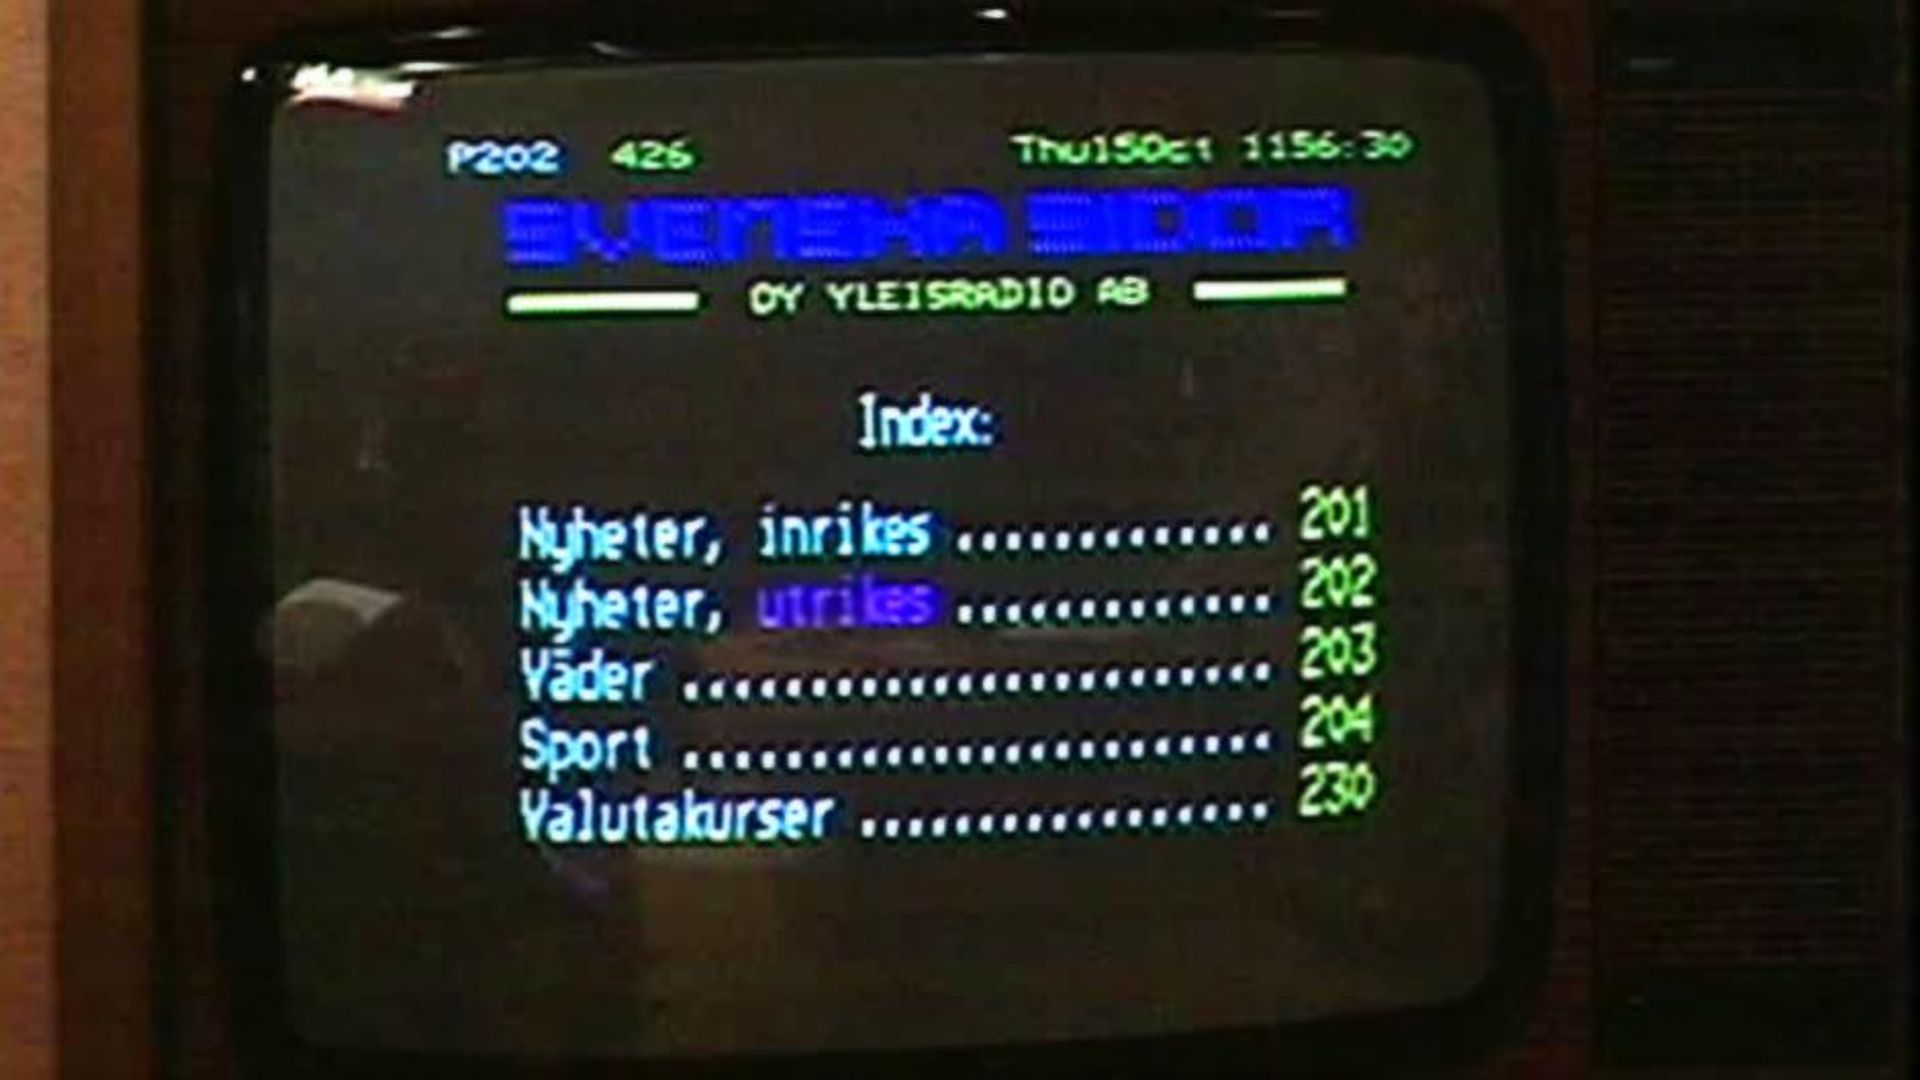 P202 426 Thu15Oct 1156:30
SVENSKA SIDOR
OY YLEISRADIO AB
Index:
Nyheter, inrikes ............. 201
Nyheter, utrikes ............. 202
Väder ....................... 203
Sport ....................... 204
Valutakurser ................ 230